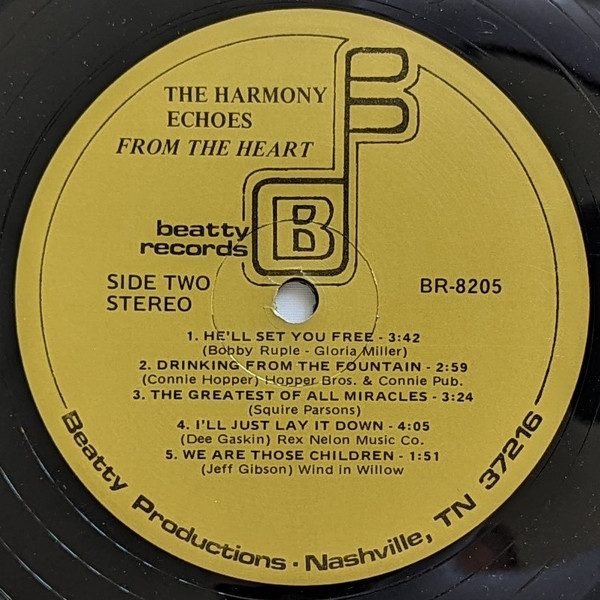 THE HARMONY
ECHOES
FROM THE HEART
B
B
beatty
records
SIDE TWO
STEREO
BR-8205
1. HE'LL SET YOU FREE - 3:42
(Bobby Ruple - Gloria Miller)
2. DRINKING FROM THE FOUNTAIN - 2:59
(Connie Hopper) Hopper Bros. & Connie Pub.
3. THE GREATEST OF ALL MIRACLES - 3:24
(Squire Parsons)
4. I'LL JUST LAY IT DOWN - 4:05
(Dee Gaskin) Rex Nelon Music Co.
5. WE ARE THOSE CHILDREN - 1:51
(Jeff Gibson) Wind in Willow
Beatty Productions · Nashville, TN 37216